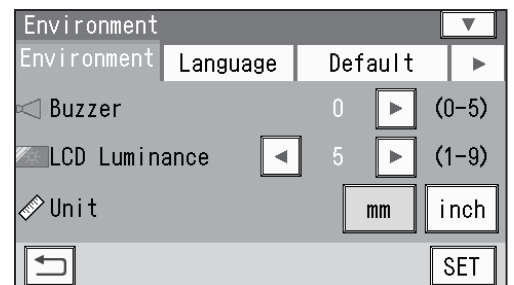 Environment
Environment Language Default
Buzzer 0 (0-5)
LCD Luminance 5 (1-9)
Unit mm inch
SET